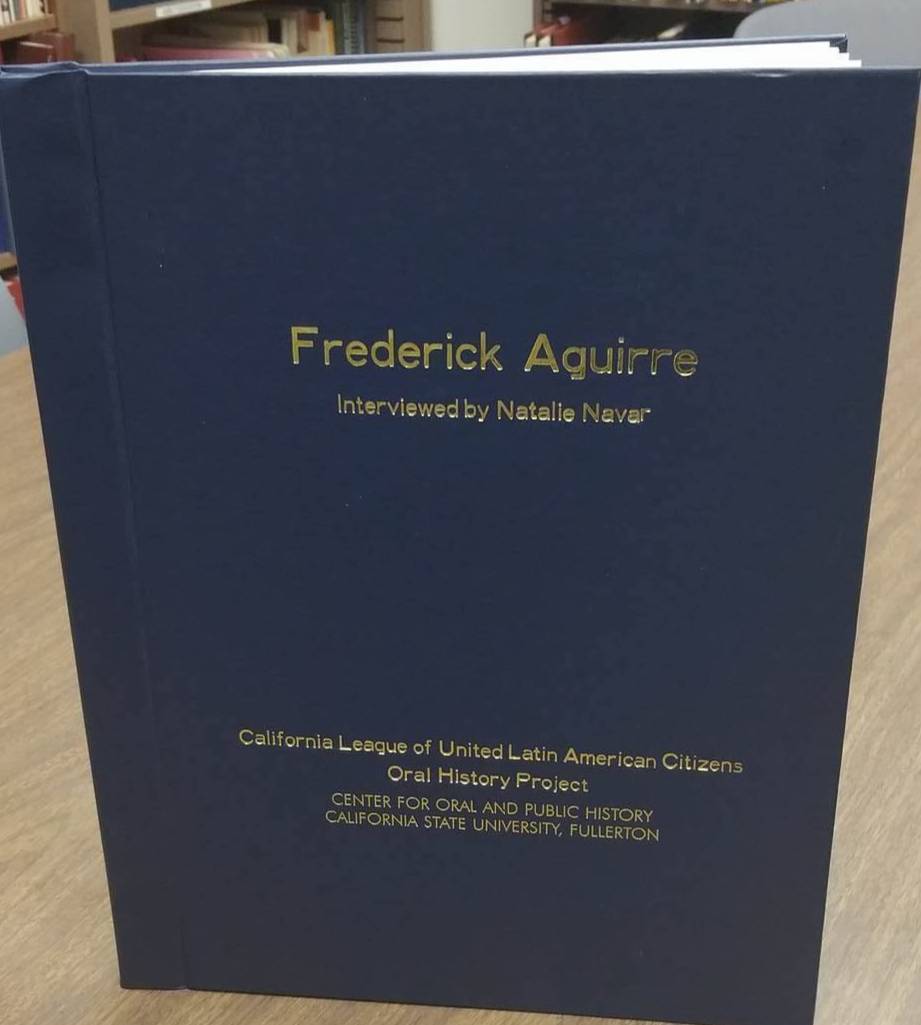 Frederick Aguirre
Interviewed by Natalie Navar
California League of United Latin American Citizens
Oral History Project
CENTER FOR ORAL AND PUBLIC HISTORY
CALIFORNIA STATE UNIVERSITY, FULLERTON